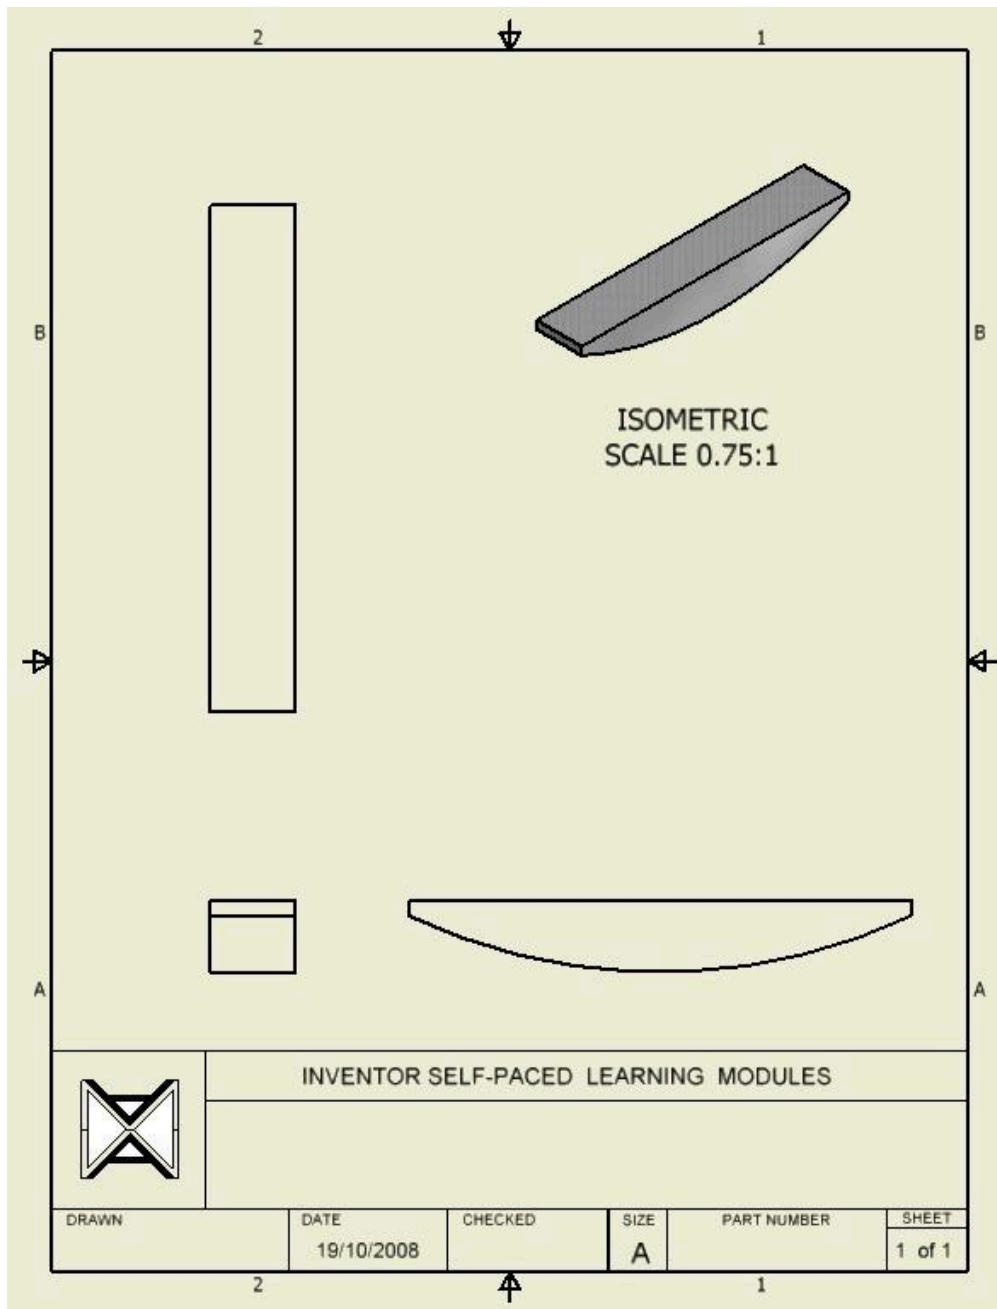 2 1
B B
ISOMETRIC
SCALE 0.75:1
A A
INVENTOR SELF-PACED LEARNING MODULES
DRAWN DATE CHECKED SIZE PART NUMBER SHEET
19/10/2008 A 1 of 1
2 1